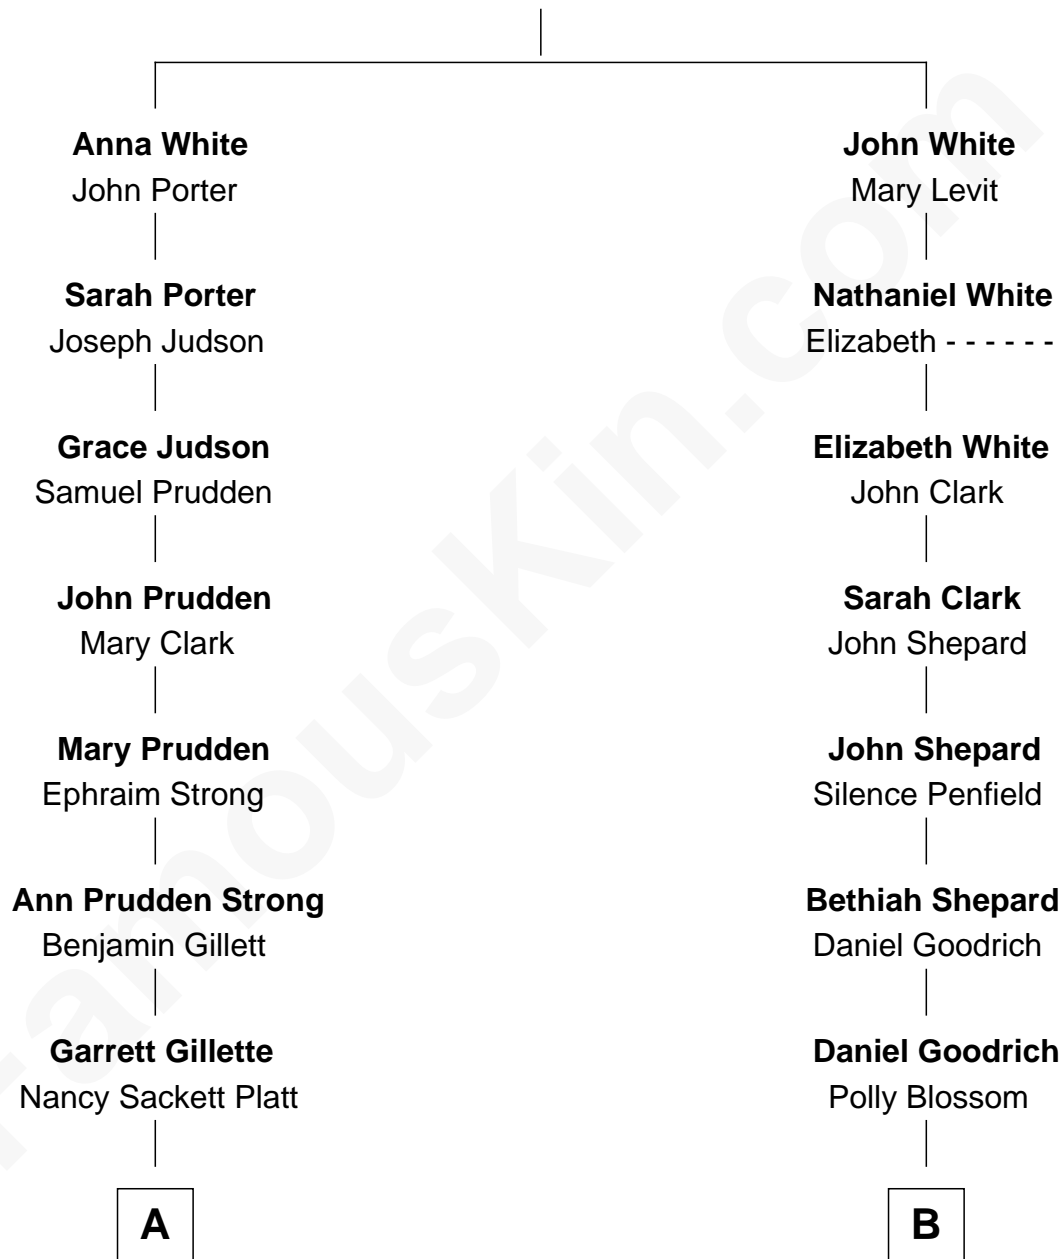 Anna White
John Porter
Sarah Porter
Joseph Judson
Grace Judson
Samuel Prudden
John Prudden
Mary Clark
Mary Prudden
Ephraim Strong
Ann Prudden Strong
Benjamin Gillett
Garrett Gillette
Nancy Sackett Platt
A
John White
Mary Levit
Nathaniel White
Elizabeth - - - - - -
Elizabeth White
John Clark
Sarah Clark
John Shepard
John Shepard
Silence Penfield
Bethiah Shepard
Daniel Goodrich
Daniel Goodrich
Polly Blossom
B
FamousKin.com